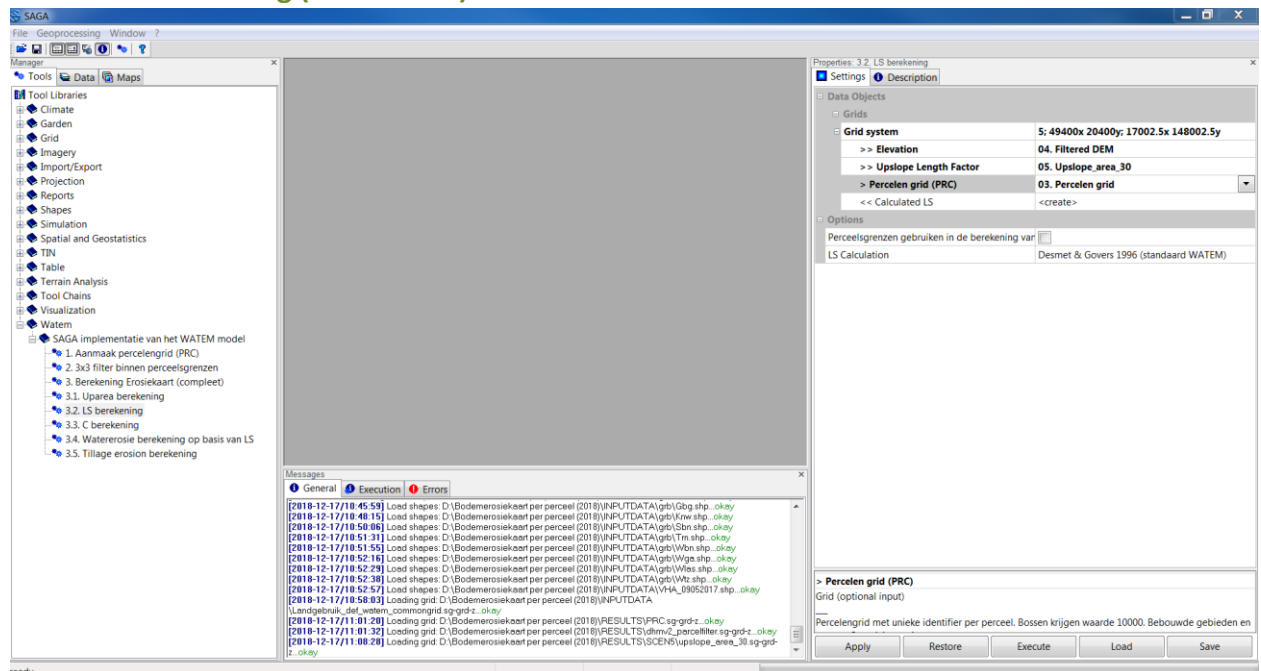 SAGA
File Geoprocessing Window ?
Manager
Tools Data Maps
Tool Libraries
Climate
Garden
Grid
Imagery
Import/Export
Projection
Reports
Shapes
Simulation
Spatial and Geostatistics
TIN
Table
Terrain Analysis
Tool Chains
Visualization
Watem
SAGA implementatie van het WATEM model
1. Aanmaak percelengrid (PRC)
2. 3x3 filter binnen perceelsgrenzen
3. Berekening Erosiekaart (compleet)
3.1. Uparea berekening
3.2. LS berekening
3.3. C berekening
3.4. Watererosie berekening op basis van LS
3.5. Tillage erosion berekening
Messages
General Execution Errors
[2018-12-17/10:45:59] Load shapes: D:\Bodemerosiekaart per perceel (2018)\INPUTDATA\grb\Gbg.shp...okay
[2018-12-17/10:48:15] Load shapes: D:\Bodemerosiekaart per perceel (2018)\INPUTDATA\grb\Knw.shp...okay
[2018-12-17/10:50:06] Load shapes: D:\Bodemerosiekaart per perceel (2018)\INPUTDATA\grb\Sbn.shp...okay
[2018-12-17/10:51:31] Load shapes: D:\Bodemerosiekaart per perceel (2018)\INPUTDATA\grb\Trn.shp...okay
[2018-12-17/10:51:55] Load shapes: D:\Bodemerosiekaart per perceel (2018)\INPUTDATA\grb\Wbn.shp...okay
[2018-12-17/10:52:16] Load shapes: D:\Bodemerosiekaart per perceel (2018)\INPUTDATA\grb\Wga.shp...okay
[2018-12-17/10:52:29] Load shapes: D:\Bodemerosiekaart per perceel (2018)\INPUTDATA\grb\Wlas.shp...okay
[2018-12-17/10:52:38] Load shapes: D:\Bodemerosiekaart per perceel (2018)\INPUTDATA\grb\Wtz.shp...okay
[2018-12-17/10:52:57] Load shapes: D:\Bodemerosiekaart per perceel (2018)\INPUTDATA\VHA_09052017.shp...okay
[2018-12-17/10:58:03] Loading grid: D:\Bodemerosiekaart per perceel (2018)\INPUTDATA
\Landgebruik_def_watem_commongrid.sg-grd-z...okay
[2018-12-17/11:01:20] Loading grid: D:\Bodemerosiekaart per perceel (2018)\RESULTS\PRC.sg-grd-z...okay
[2018-12-17/11:01:32] Loading grid: D:\Bodemerosiekaart per perceel (2018)\RESULTS\dhmv2_parcelfilter.sg-grd-z...okay
[2018-12-17/11:08:28] Loading grid: D:\Bodemerosiekaart per perceel (2018)\RESULTS\SCEN5\upslope_area_30.sg-grd-
z...okay
Properties: 3.2. LS berekening
Settings Description
Data Objects
Grids
Grid system 5; 49400x 20400y; 17002.5x 148002.5y
>> Elevation 04. Filtered DEM
>> Upslope Length Factor 05. Upslope_area_30
> Percelen grid (PRC) 03. Percelen grid
<< Calculated LS <create>
Options
Perceelsgrenzen gebruiken in de berekening van
LS Calculation Desmet & Govers 1996 (standaard WATEM)
> Percelen grid (PRC)
Grid (optional input)
Percelengrid met unieke identifier per perceel. Bossen krijgen waarde 10000. Bebouwde gebieden en
Apply Restore Execute Load Save